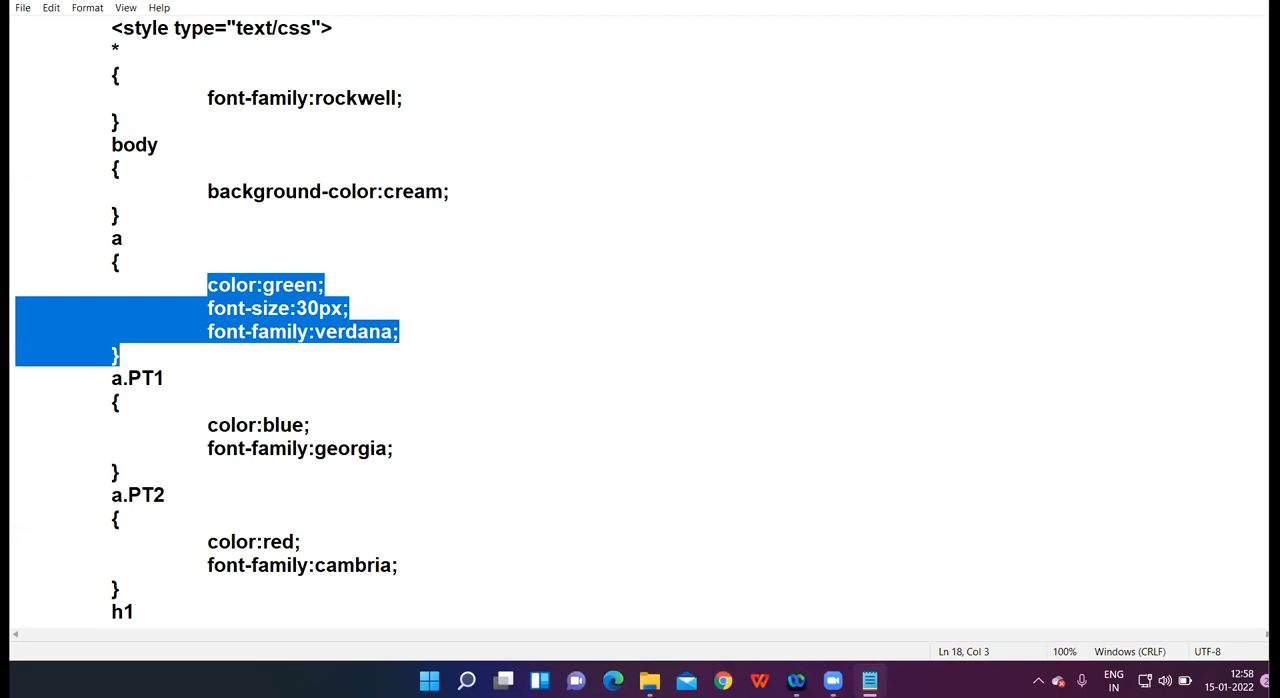 File Edit Format View Help
<style type="text/css">
*
{
font-family:rockwell;
}
body
{
background-color:cream;
}
a
{
color:green;
font-size:30px;
font-family:verdana;
}
a.PT1
{
color:blue;
font-family:georgia;
}
a.PT2
{
color:red;
font-family:cambria;
}
h1
Ln 18, Col 3 100% Windows (CRLF) UTF-8
ENG
IN
12:58
15-01-2022
2